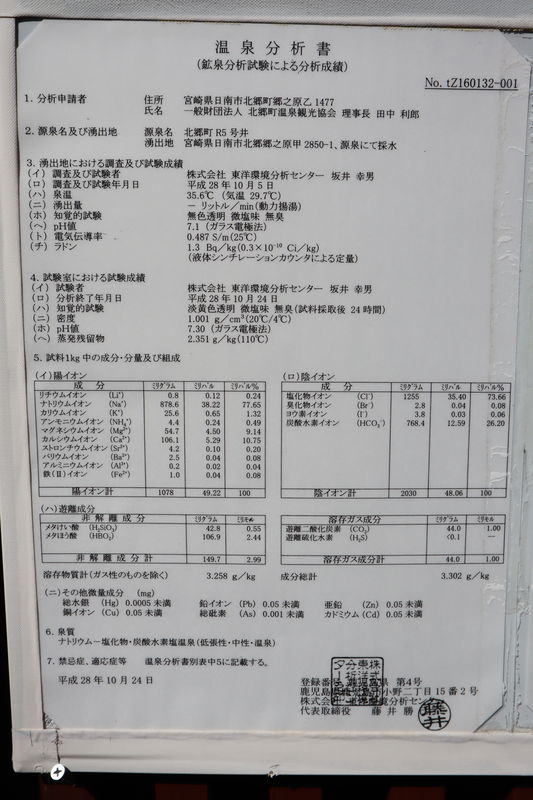 温泉分析書
(鉱泉分析試験による分析成績)
No. tZ160132-001
1. 分析申請者 住所 宮崎県日南市北郷町郷之原乙1477
氏名 一般財団法人 北郷町温泉観光協会 理事長 田中 利郎
2. 源泉名及び湧出地 源泉名 北郷町R5号井
湧出地 宮崎県日南市北郷町郷之原甲2850-1、源泉にて採水
3. 湧出地における調査及び試験成績
(イ) 調査及び試験者 株式会社 東洋環境分析センター 坂井 幸男
(ロ) 調査及び試験年月日 平成28年10月5日
(ハ) 泉温 35.6℃ (気温 29.7℃)
(ニ) 湧出量 － リットル/min(動力揚湯)
(ホ) 知覚的試験 無色透明 微塩味 無臭
(ヘ) pH値 7.1 (ガラス電極法)
(ト) 電気伝導率 0.487 S/m(25℃)
(チ) ラドン 1.3 Bq/kg(0.3×10⁻¹⁰ Ci/kg)
(液体シンチレーションカウンタによる定量)
4. 試験室における試験成績
(イ) 試験者 株式会社 東洋環境分析センター 坂井 幸男
(ロ) 分析終了年月日 平成28年10月24日
(ハ) 知覚的試験 淡黄色透明 微塩味 無臭(試料採取後 24時間)
(ニ) 密度 1.001 g/cm³(20℃/4℃)
(ホ) pH値 7.30 (ガラス電極法)
(ヘ) 蒸発残留物 2.351 g/kg(110℃)
5. 試料1kg中の成分・分量及び組成
(イ)陽イオン
成分 ミリグラム ミリバル ミリバル%
リチウムイオン (Li⁺) 0.8 0.12 0.24
ナトリウムイオン (Na⁺) 878.6 38.22 77.65
カリウムイオン (K⁺) 25.6 0.65 1.32
アンモニウムイオン (NH₄⁺) 4.4 0.24 0.49
マグネシウムイオン (Mg²⁺) 54.7 4.50 9.14
カルシウムイオン (Ca²⁺) 106.1 5.29 10.75
ストロンチウムイオン (Sr²⁺) 4.2 0.10 0.20
バリウムイオン (Ba²⁺) 2.5 0.04 0.08
アルミニウムイオン (Al³⁺) 0.2 0.02 0.04
鉄(Ⅱ)イオン (Fe²⁺) 1.0 0.04 0.08
陽イオン計 1078 49.22 100
(ロ)陰イオン
成分 ミリグラム ミリバル ミリバル%
塩化物イオン (Cl⁻) 1255 35.40 73.66
臭化物イオン (Br⁻) 2.8 0.04 0.08
ヨウ素イオン (I⁻) 3.8 0.03 0.06
炭酸水素イオン (HCO₃⁻) 768.4 12.59 26.20
陰イオン計 2030 48.06 100
(ハ)遊離成分
非解離成分 ミリグラム ミリモル
メタけい酸 (H₂SiO₃) 42.8 0.55
メタほう酸 (HBO₂) 106.9 2.44
非解離成分計 149.7 2.99
溶存ガス成分 ミリグラム ミリモル
遊離二酸化炭素 (CO₂) 44.0 1.00
遊離硫化水素 (H₂S) <0.1 ―
溶存ガス成分計 44.0 1.00
溶存物質計(ガス性のものを除く) 3.258 g/kg 成分総計 3.302 g/kg
(ニ)その他微量成分 (mg)
総水銀 (Hg) 0.0005 未満 鉛イオン (Pb) 0.05 未満 亜鉛 (Zn) 0.05 未満
銅イオン (Cu) 0.05 未満 総砒素 (As) 0.001 未満 カドミウム (Cd) 0.05 未満
6. 泉質
ナトリウム－塩化物・炭酸水素塩温泉(低張性・中性・温泉)
7. 禁忌症、適応症等 温泉分析書別表中5に記載する。
平成28年10月24日
登録番号 鹿児島県 第4号
鹿児島県鹿児島市小野二丁目15番2号
株式会社 東洋環境分析センター
代表取締役 藤井 勝
藤井